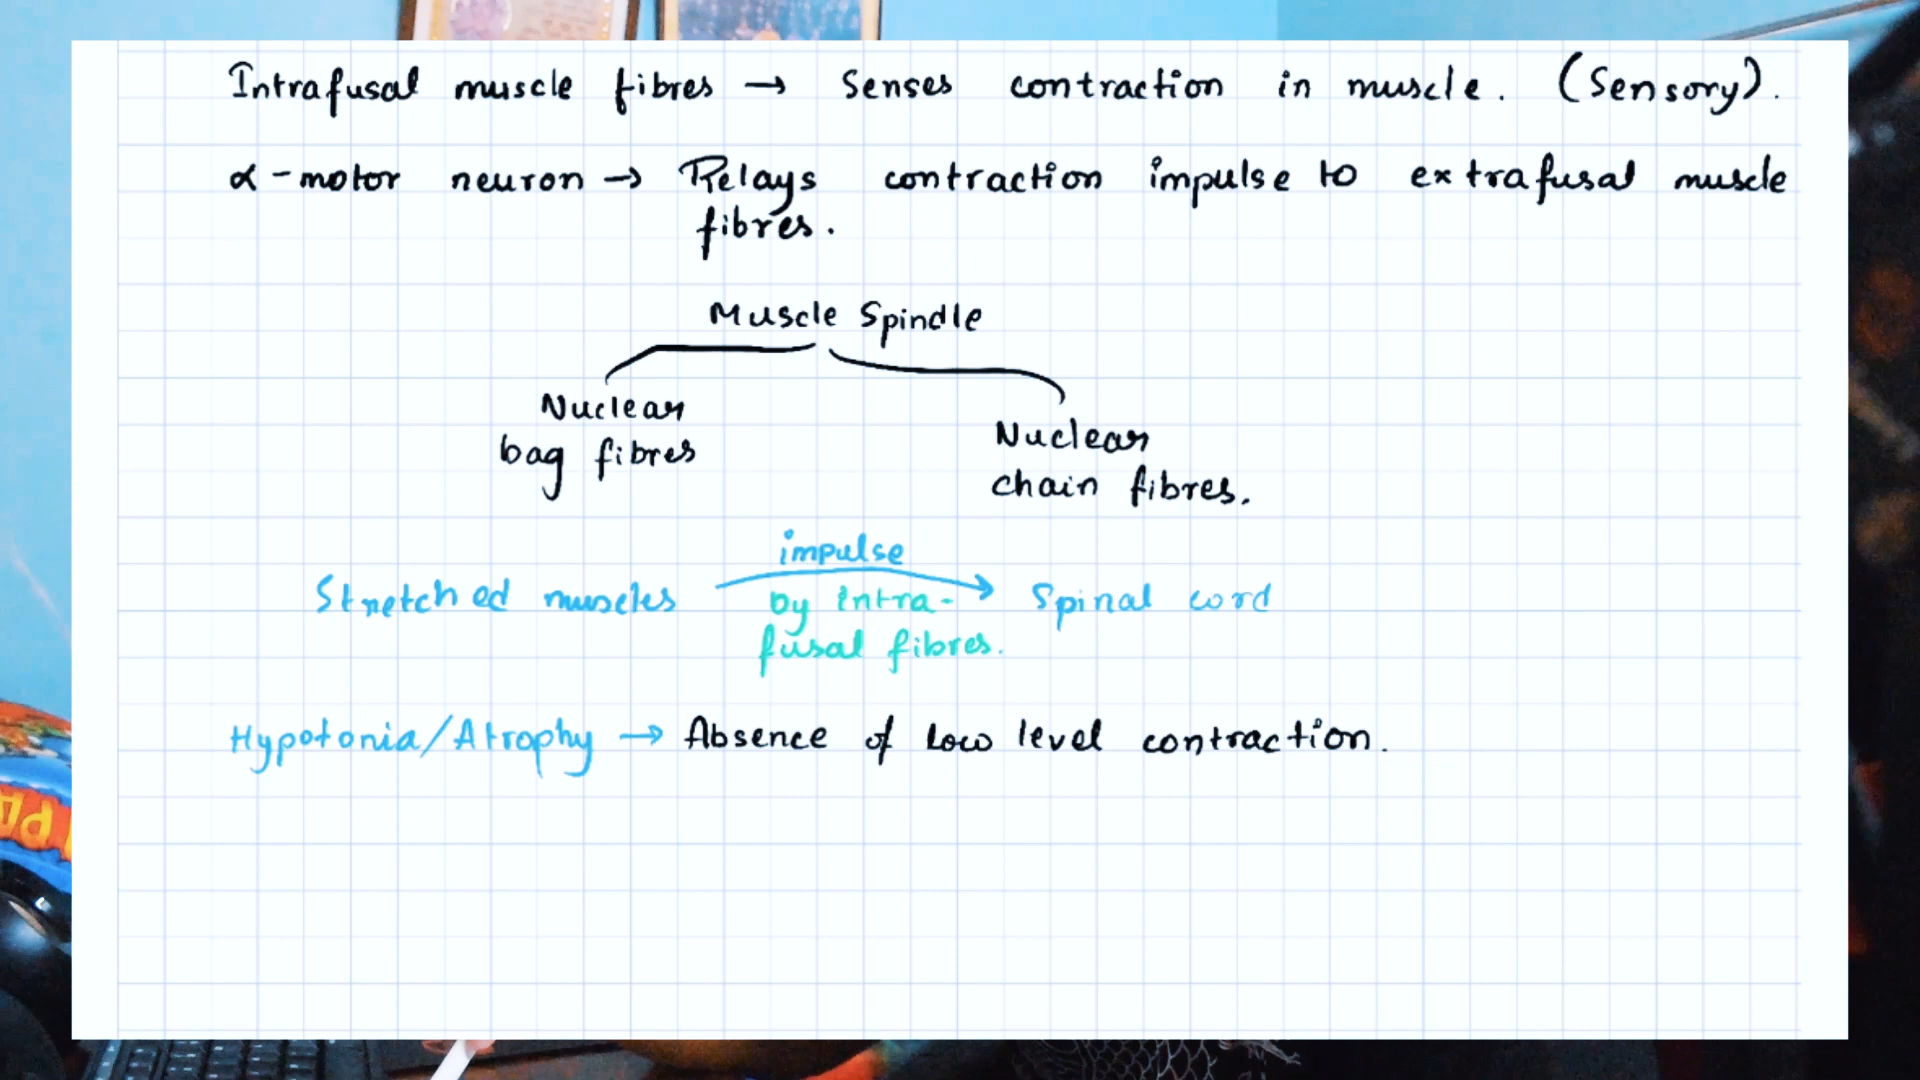 Intrafusal muscle fibres → Senses contraction in muscle. (Sensory).
α-motor neuron → Relays contraction impulse to extrafusal muscle
fibres.
Muscle Spindle
Nuclear
bag fibres
Nuclear
chain fibres.
impulse
Stretched muscles → Spinal cord
by intra-
fusal fibres.
Hypotonia/Atrophy → Absence of low level contraction.